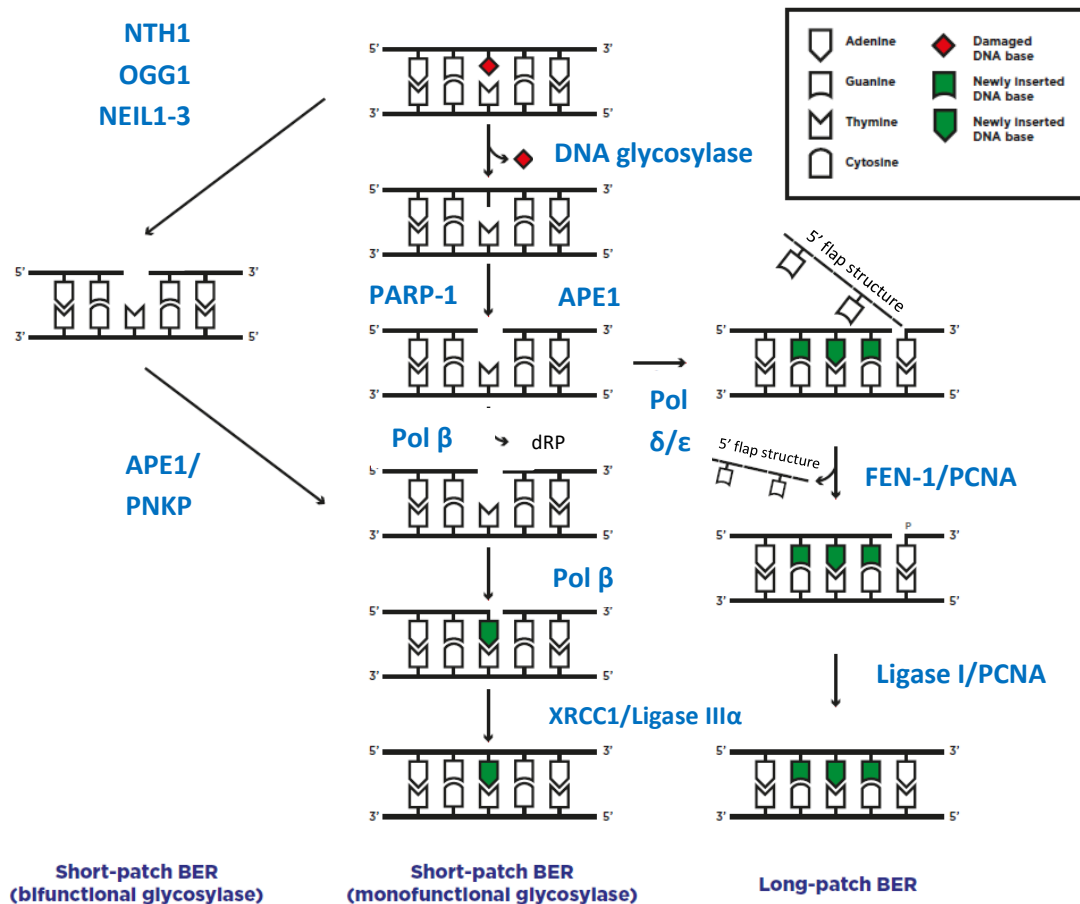 NTH1
OGG1
NEIL1-3
5’
3’
3’
5’
Adenine
Guanine
Thymine
Cytosine
Damaged
DNA base
Newly inserted
DNA base
Newly inserted
DNA base
DNA glycosylase
5’
3’
3’
5’
5’
3’
3’
5’
PARP-1
APE1
5’ flap structure
5’
3’
3’
5’
5’
3’
3’
5’
Pol
δ/ε
Pol β
dRP
5’ flap structure
FEN-1/PCNA
APE1/
PNKP
5’
3’
3’
5’
P
5’
3’
3’
5’
Pol β
5’
3’
3’
5’
Ligase I/PCNA
XRCC1/Ligase IIIα
5’
3’
3’
5’
5’
3’
3’
5’
Short-patch BER
(bifunctional glycosylase)
Short-patch BER
(monofunctional glycosylase)
Long-patch BER